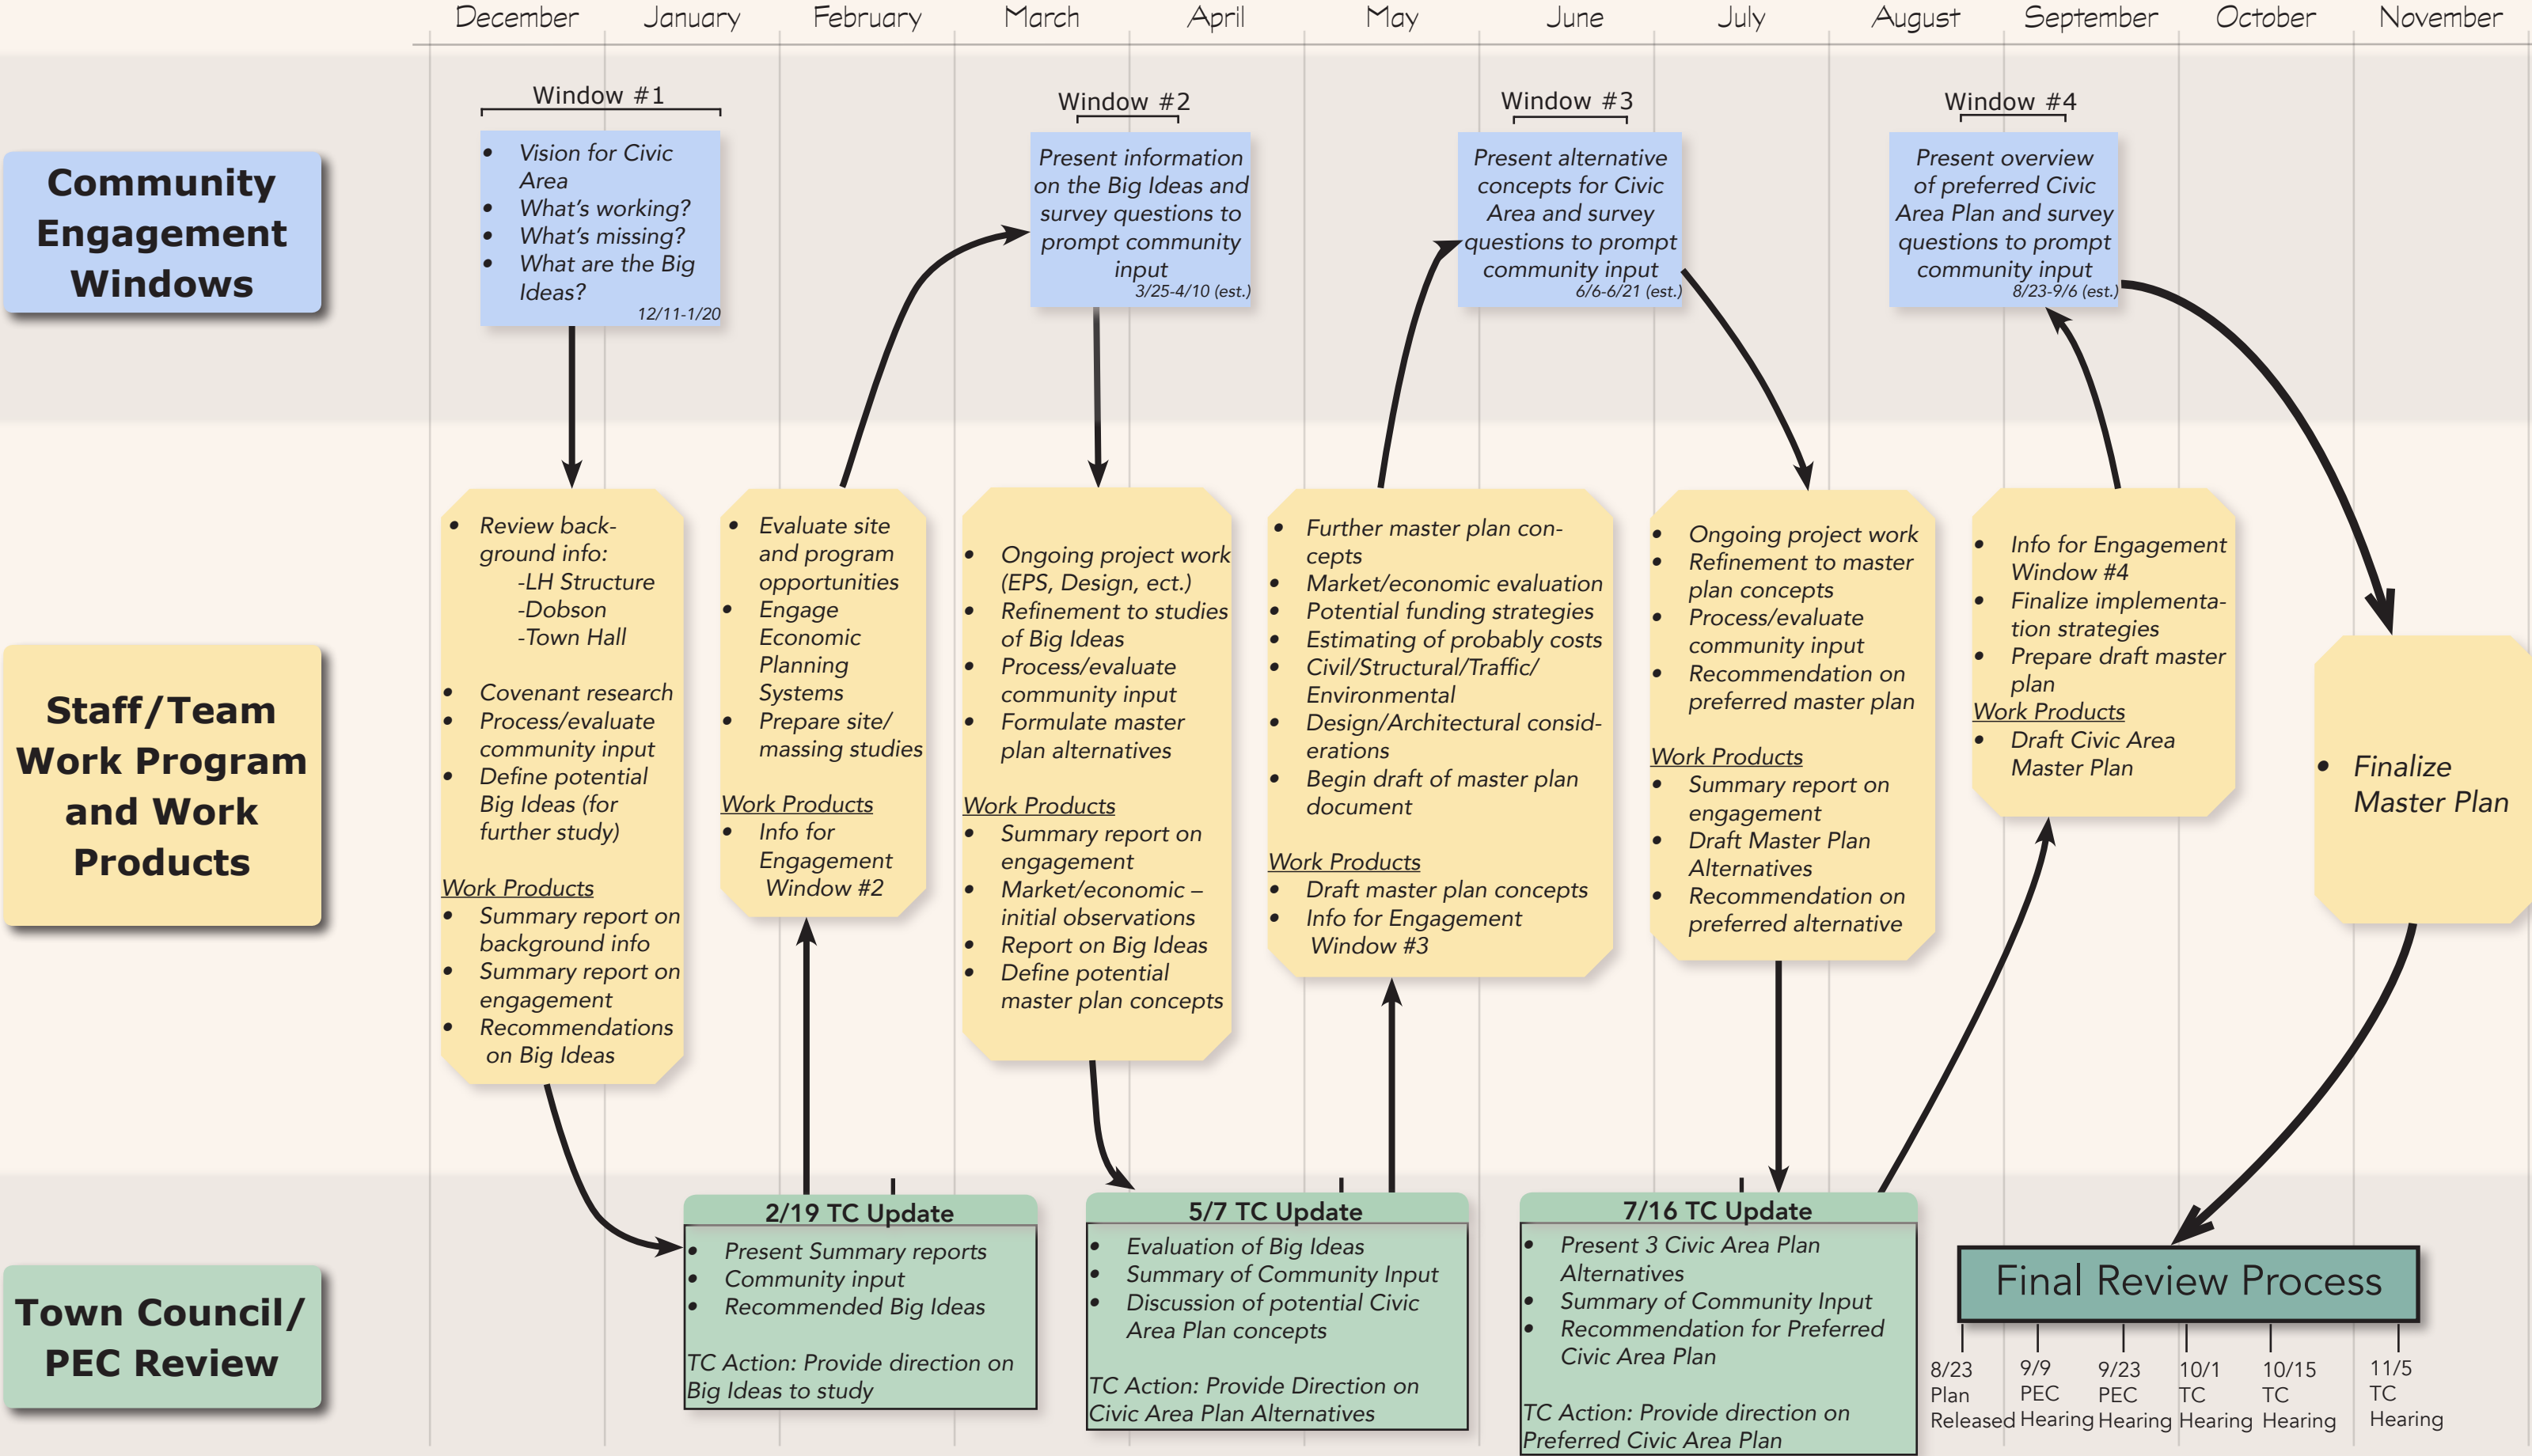 December January February March April May June July August September October November
Community
Engagement
Windows
Window #1
• Vision for Civic
Area
• What's working?
• What's missing?
• What are the Big
Ideas?
12/11-1/20
Window #2
Present information
on the Big Ideas and
survey questions to
prompt community
input
3/25-4/10 (est.)
Window #3
Present alternative
concepts for Civic
Area and survey
questions to prompt
community input
6/6-6/21 (est.)
Window #4
Present overview
of preferred Civic
Area Plan and survey
questions to prompt
community input
8/23-9/6 (est.)
Staff/Team
Work Program
and Work
Products
• Review back-
ground info:
-LH Structure
-Dobson
-Town Hall
• Covenant research
• Process/evaluate
community input
• Define potential
Big Ideas (for
further study)
Work Products
• Summary report on
background info
• Summary report on
engagement
• Recommendations
on Big Ideas
• Evaluate site
and program
opportunities
• Engage
Economic
Planning
Systems
• Prepare site/
massing studies
Work Products
• Info for
Engagement
Window #2
• Ongoing project work
(EPS, Design, ect.)
• Refinement to studies
of Big Ideas
• Process/evaluate
community input
• Formulate master
plan alternatives
Work Products
• Summary report on
engagement
• Market/economic –
initial observations
• Report on Big Ideas
• Define potential
master plan concepts
• Further master plan con-
cepts
• Market/economic evaluation
• Potential funding strategies
• Estimating of probably costs
• Civil/Structural/Traffic/
Environmental
• Design/Architectural consid-
erations
• Begin draft of master plan
document
Work Products
• Draft master plan concepts
• Info for Engagement
Window #3
• Ongoing project work
• Refinement to master
plan concepts
• Process/evaluate
community input
• Recommendation on
preferred master plan
Work Products
• Summary report on
engagement
• Draft Master Plan
Alternatives
• Recommendation on
preferred alternative
• Info for Engagement
Window #4
• Finalize implementa-
tion strategies
• Prepare draft master
plan
Work Products
• Draft Civic Area
Master Plan
• Finalize
Master Plan
Town Council/
PEC Review
2/19 TC Update
• Present Summary reports
• Community input
• Recommended Big Ideas
TC Action: Provide direction on
Big Ideas to study
5/7 TC Update
• Evaluation of Big Ideas
• Summary of Community Input
• Discussion of potential Civic
Area Plan concepts
TC Action: Provide Direction on
Civic Area Plan Alternatives
7/16 TC Update
• Present 3 Civic Area Plan
Alternatives
• Summary of Community Input
• Recommendation for Preferred
Civic Area Plan
TC Action: Provide direction on
Preferred Civic Area Plan
Final Review Process
8/23
Plan
Released
9/9
PEC
Hearing
9/23
PEC
Hearing
10/1
TC
Hearing
10/15
TC
Hearing
11/5
TC
Hearing